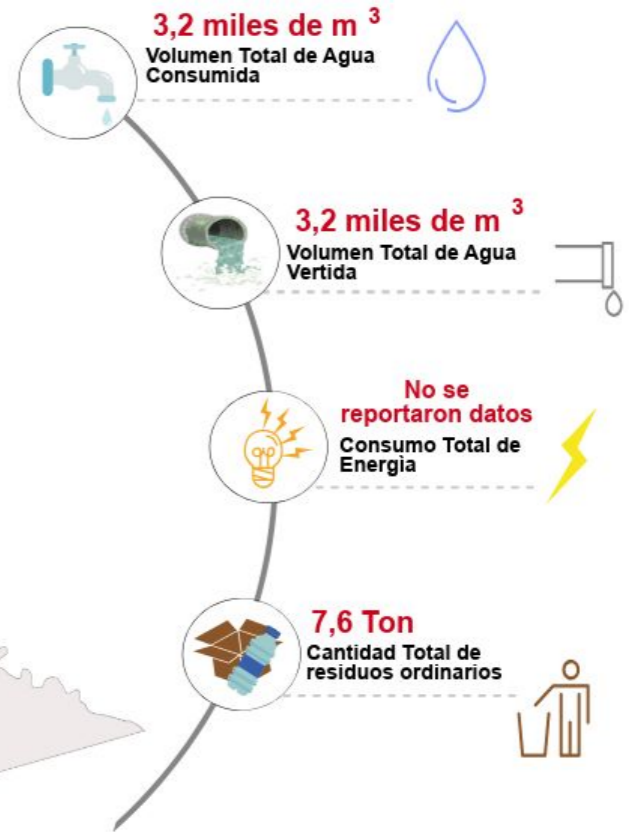 3,2 miles de m 3
Volumen Total de Agua
Consumida
3,2 miles de m 3
Volumen Total de Agua
Vertida
No se
reportaron datos
Consumo Total de
Energìa
7,6 Ton
Cantidad Total de
residuos ordinarios